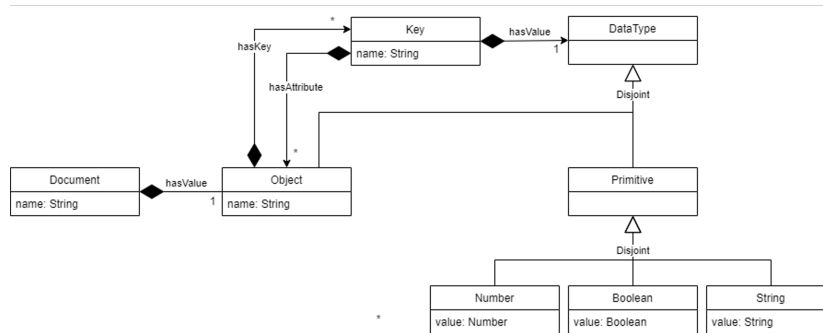 *
Key
name: String
hasValue
1
DataType
hasKey
hasAttribute
*
Disjoint
Document
name: String
hasValue
1
Object
name: String
Primitive
Disjoint
*
Number
value: Number
Boolean
value: Boolean
String
value: String